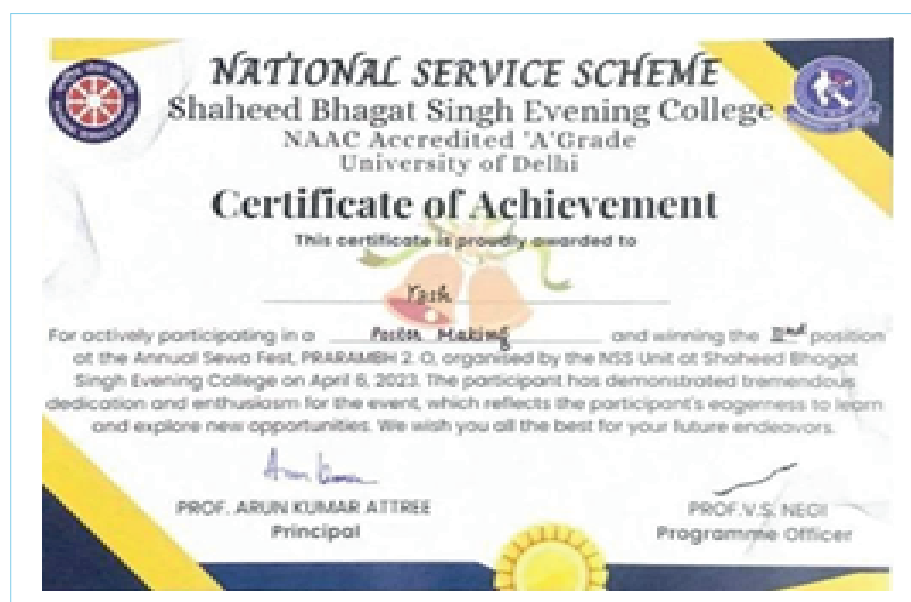 NATIONAL SERVICE SCHEME
Shaheed Bhagat Singh Evening College
NAAC Accredited 'A'Grade
University of Delhi
Certificate of Achievement
This certificate is proudly awarded to
Yash
For actively participating in a Poster Making and winning the IInd position
at the Annual Sewa Fest, PRARAMBH 2. O, organised by the NSS Unit at Shaheed Bhagat
Singh Evening College on April 6, 2023. The participant has demonstrated tremendous
dedication and enthusiasm for the event, which reflects the participant's eagerness to learn
and explore new opportunities. We wish you all the best for your future endeavors.
Arun Kumar
PROF. ARUN KUMAR ATTREE
Principal
PROF.V.S. NEGI
Programme Officer